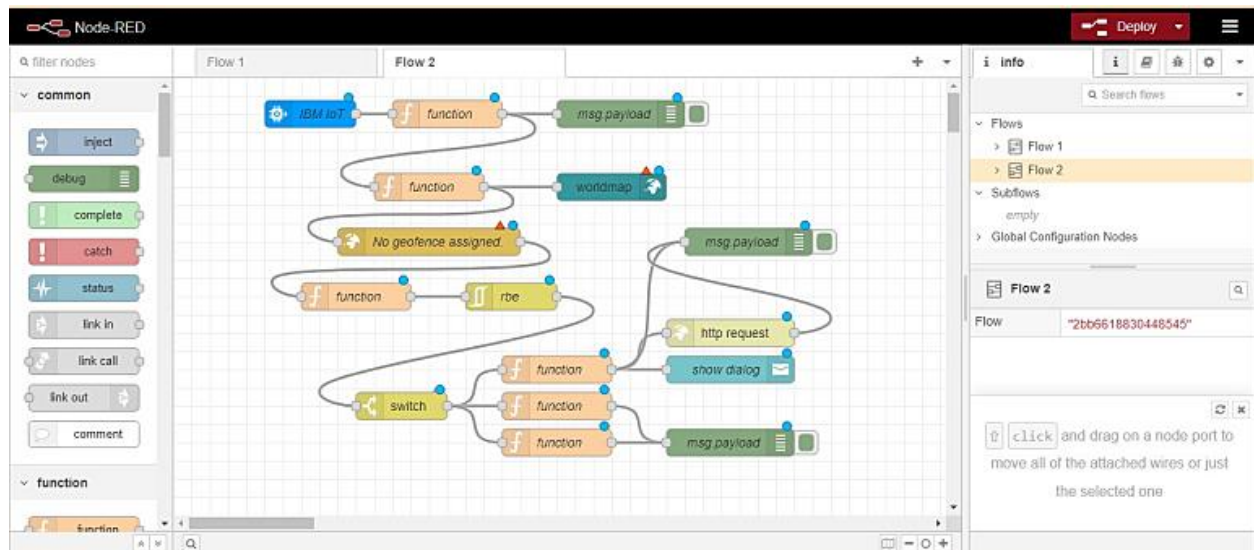 Node-RED
Deploy
filter nodes
Flow 1
Flow 2
info
i
Search flows
common
inject
debug
complete
catch
status
link in
link call
link out
comment
function
function
IBM IoT
function
msg.payload
function
worldmap
No geofence assigned.
msg.payload
function
rbe
http request
function
show dialog
switch
function
function
msg.payload
Flows
Flow 1
Flow 2
Subflows
empty
Global Configuration Nodes
Flow 2
Flow "2bb6618830448545"
click and drag on a node port to
move all of the attached wires or just
the selected one